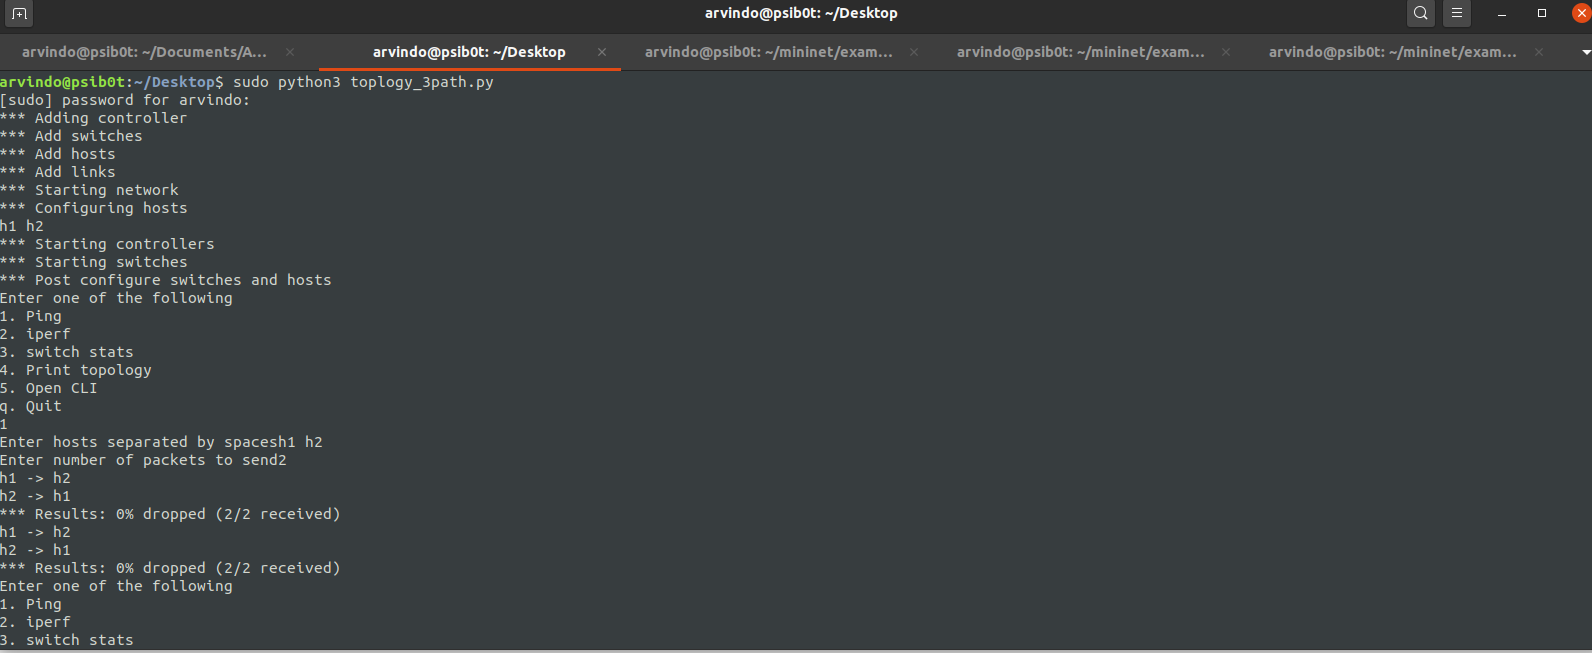 arvindo@psib0t: ~/Desktop
arvindo@psib0t: ~/Documents/A... × arvindo@psib0t: ~/Desktop × arvindo@psib0t: ~/mininet/exam... × arvindo@psib0t: ~/mininet/exam... × arvindo@psib0t: ~/mininet/exam... ×
arvindo@psib0t:~/Desktop$ sudo python3 toplogy_3path.py
[sudo] password for arvindo:
*** Adding controller
*** Add switches
*** Add hosts
*** Add links
*** Starting network
*** Configuring hosts
h1 h2
*** Starting controllers
*** Starting switches
*** Post configure switches and hosts
Enter one of the following
1. Ping
2. iperf
3. switch stats
4. Print topology
5. Open CLI
q. Quit
1
Enter hosts separated by spacesh1 h2
Enter number of packets to send2
h1 -> h2
h2 -> h1
*** Results: 0% dropped (2/2 received)
h1 -> h2
h2 -> h1
*** Results: 0% dropped (2/2 received)
Enter one of the following
1. Ping
2. iperf
3. switch stats